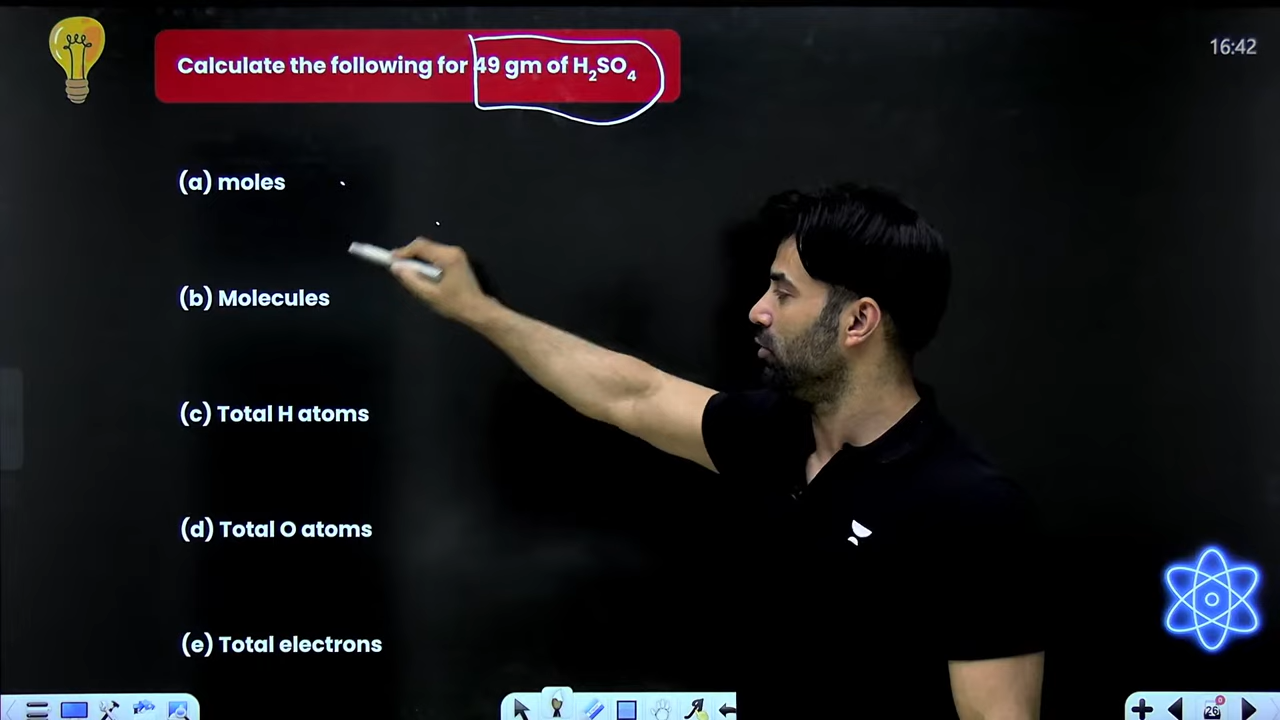 Calculate the following for 49 gm of H₂SO₄
16:42
(a) moles
(b) Molecules
(c) Total H atoms
(d) Total O atoms
(e) Total electrons
26